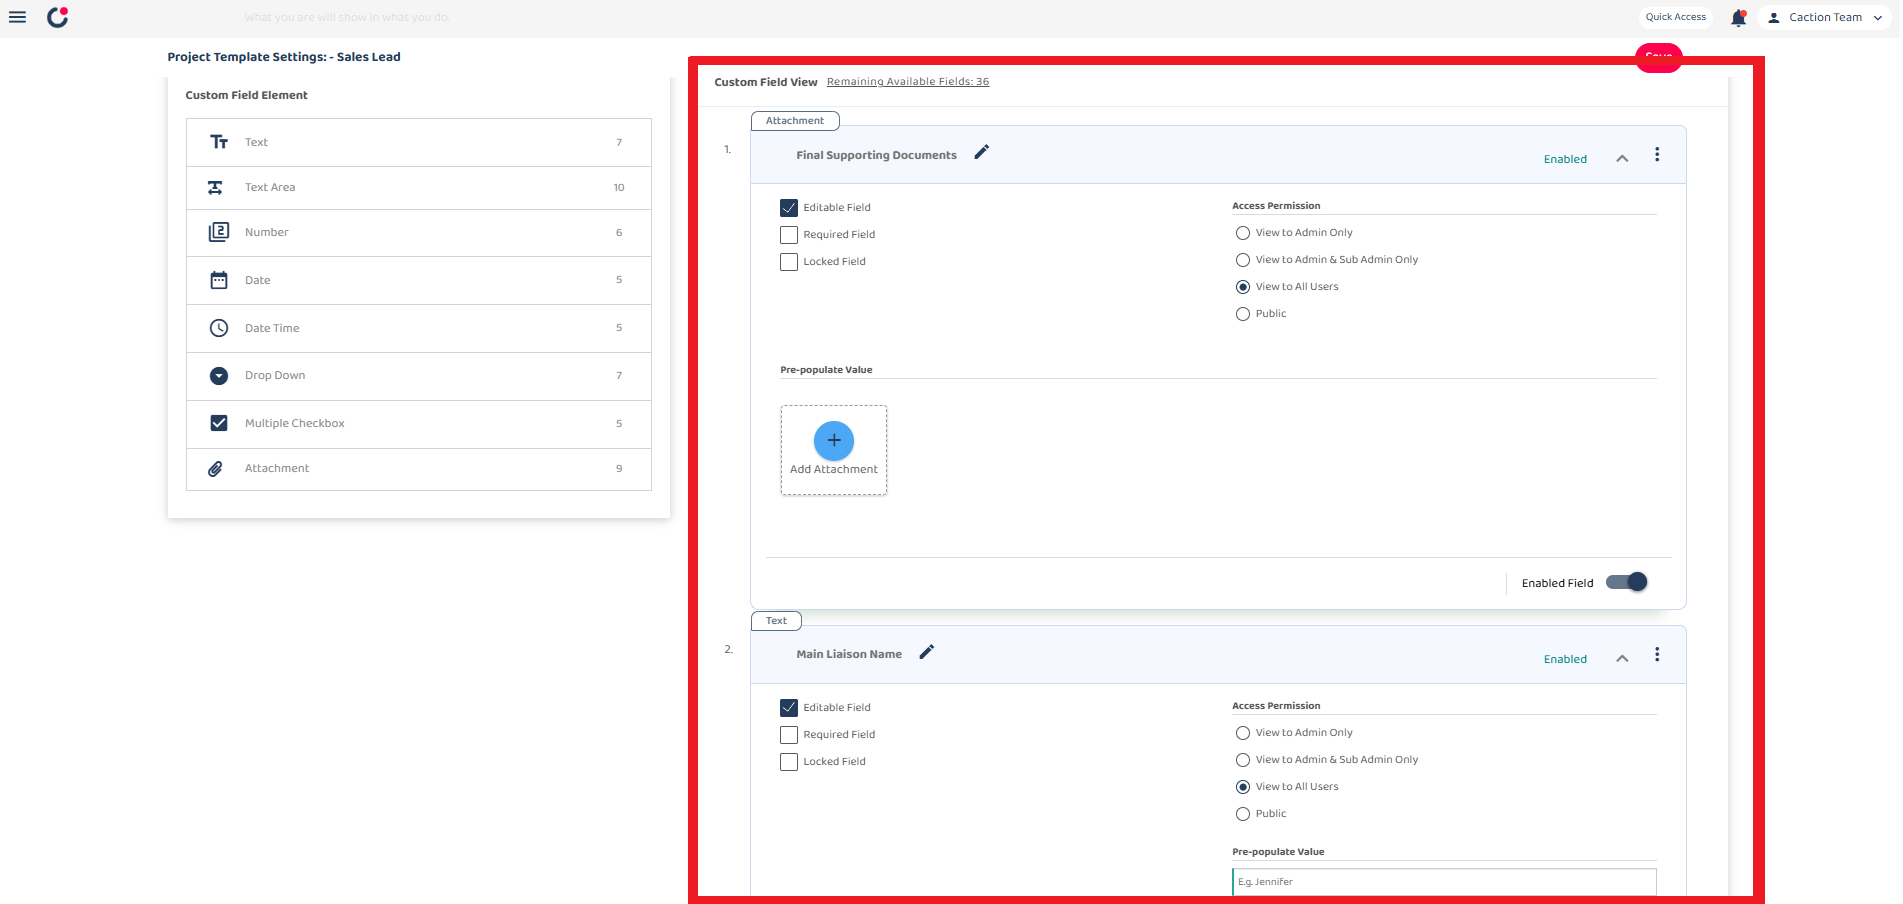 What you are will show in what you do.
Quick Access
Caction Team
Project Template Settings: - Sales Lead
Save
Custom Field Element
Text 7
Text Area 10
Number 6
Date 5
Date Time 5
Drop Down 7
Multiple Checkbox 5
Attachment 9
Custom Field View Remaining Available Fields: 36
Attachment
1.
Final Supporting Documents
Enabled
Editable Field
Required Field
Locked Field
Access Permission
View to Admin Only
View to Admin & Sub Admin Only
View to All Users
Public
Pre-populate Value
Add Attachment
Enabled Field
Text
2.
Main Liaison Name
Enabled
Editable Field
Required Field
Locked Field
Access Permission
View to Admin Only
View to Admin & Sub Admin Only
View to All Users
Public
Pre-populate Value
E.g. Jennifer